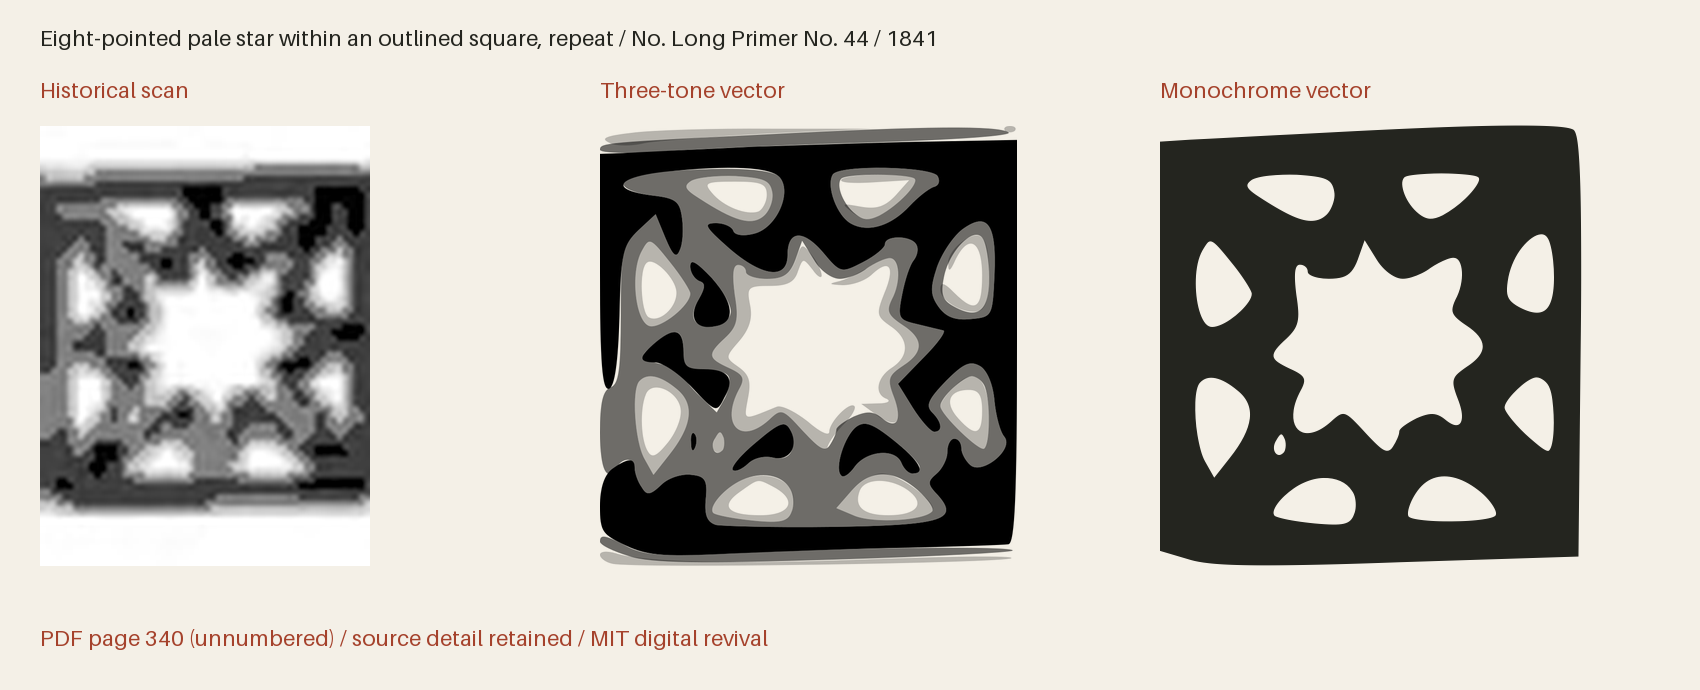 Eight-pointed pale star within an outlined square, repeat / No. Long Primer No. 44 / 1841
Historical scan
Three-tone vector
Monochrome vector
PDF page 340 (unnumbered) / source detail retained / MIT digital revival